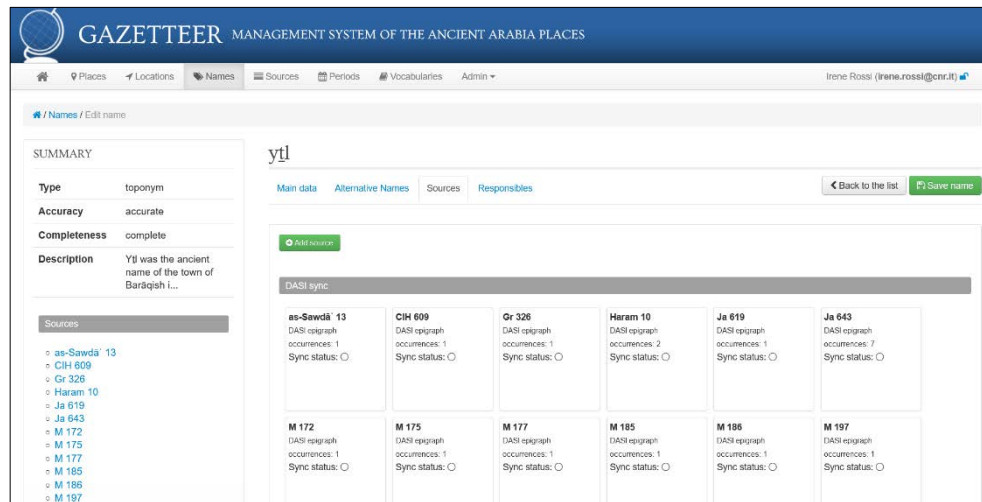 GAZETTEER MANAGEMENT SYSTEM OF THE ANCIENT ARABIA PLACES
Places Locations Names Sources Periods Vocabularies Admin Irene Rossi (irene.rossi@cnr.it)
/ Names / Edit name
SUMMARY
Type toponym
Accuracy accurate
Completeness complete
Description Yṯl was the ancient
name of the town of
Barāqish i...
Sources
as-Sawdāʾ 13
CIH 609
Gr 326
Haram 10
Ja 619
Ja 643
M 172
M 175
M 177
M 185
M 186
M 197
yṯl
Main data Alternative Names Sources Responsibles Back to the list Save name
Add source
DASI sync
as-Sawdāʾ 13 CIH 609 Gr 326 Haram 10 Ja 619 Ja 643
DASI epigraph DASI epigraph DASI epigraph DASI epigraph DASI epigraph DASI epigraph
occurrences: 1 occurrences: 1 occurrences: 1 occurrences: 2 occurrences: 1 occurrences: 7
Sync status: Sync status: Sync status: Sync status: Sync status: Sync status:
M 172 M 175 M 177 M 185 M 186 M 197
DASI epigraph DASI epigraph DASI epigraph DASI epigraph DASI epigraph DASI epigraph
occurrences: 1 occurrences: 1 occurrences: 1 occurrences: 1 occurrences: 1 occurrences: 1
Sync status: Sync status: Sync status: Sync status: Sync status: Sync status: